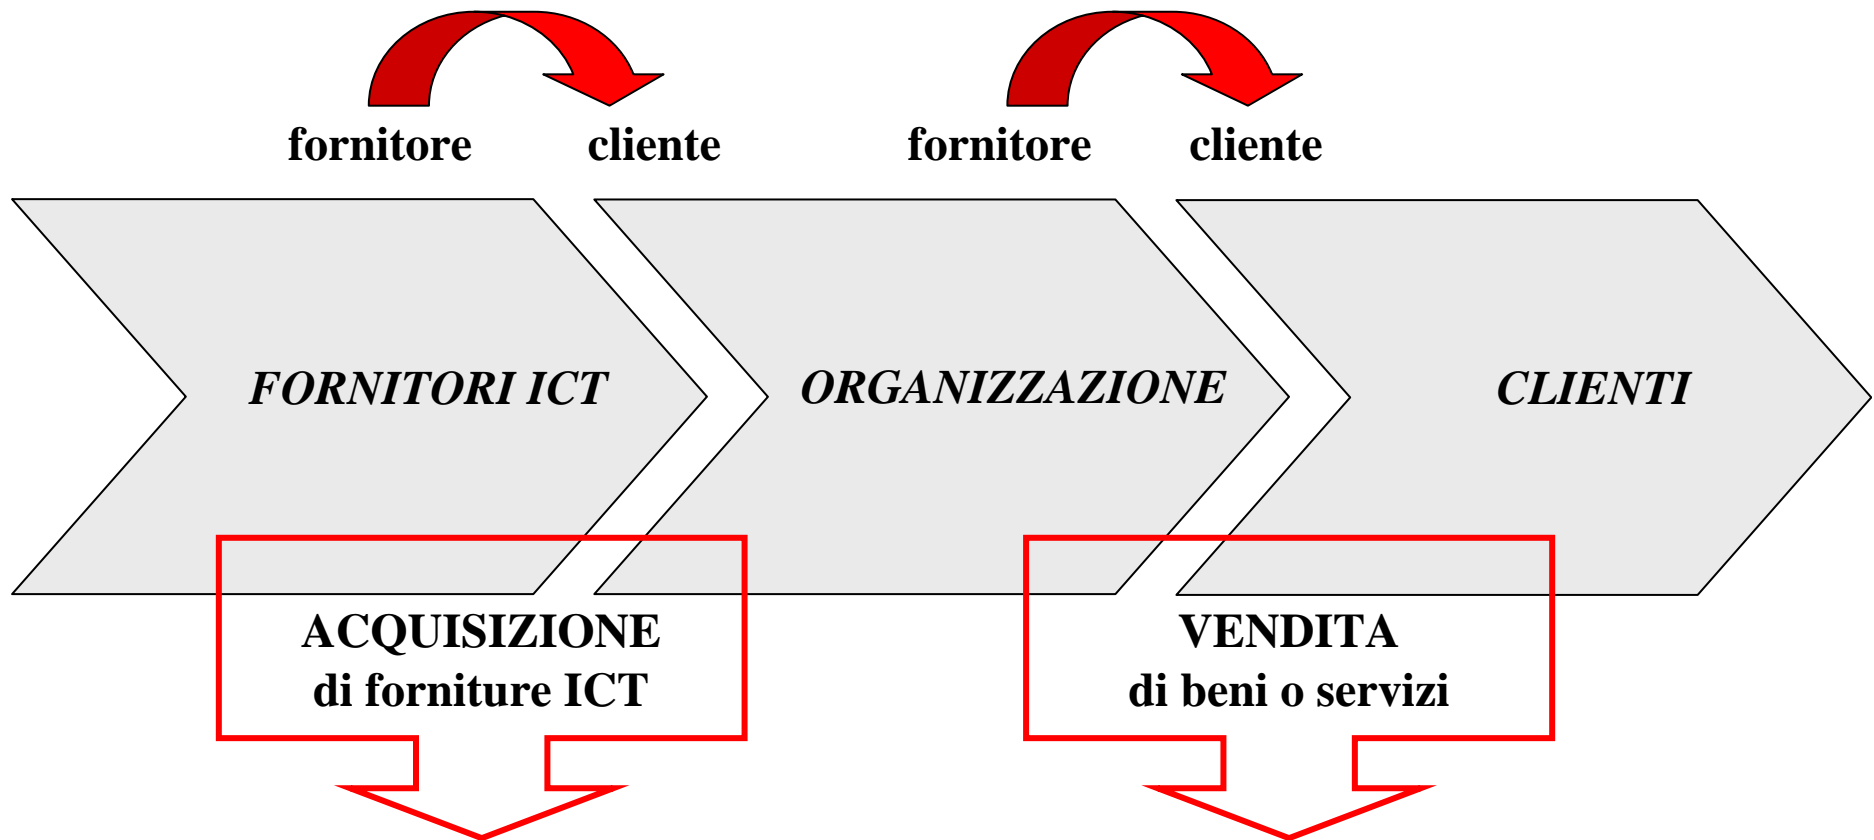 fornitore cliente fornitore cliente
FORNITORI ICT ORGANIZZAZIONE CLIENTI
ACQUISIZIONE
di forniture ICT
VENDITA
di beni o servizi